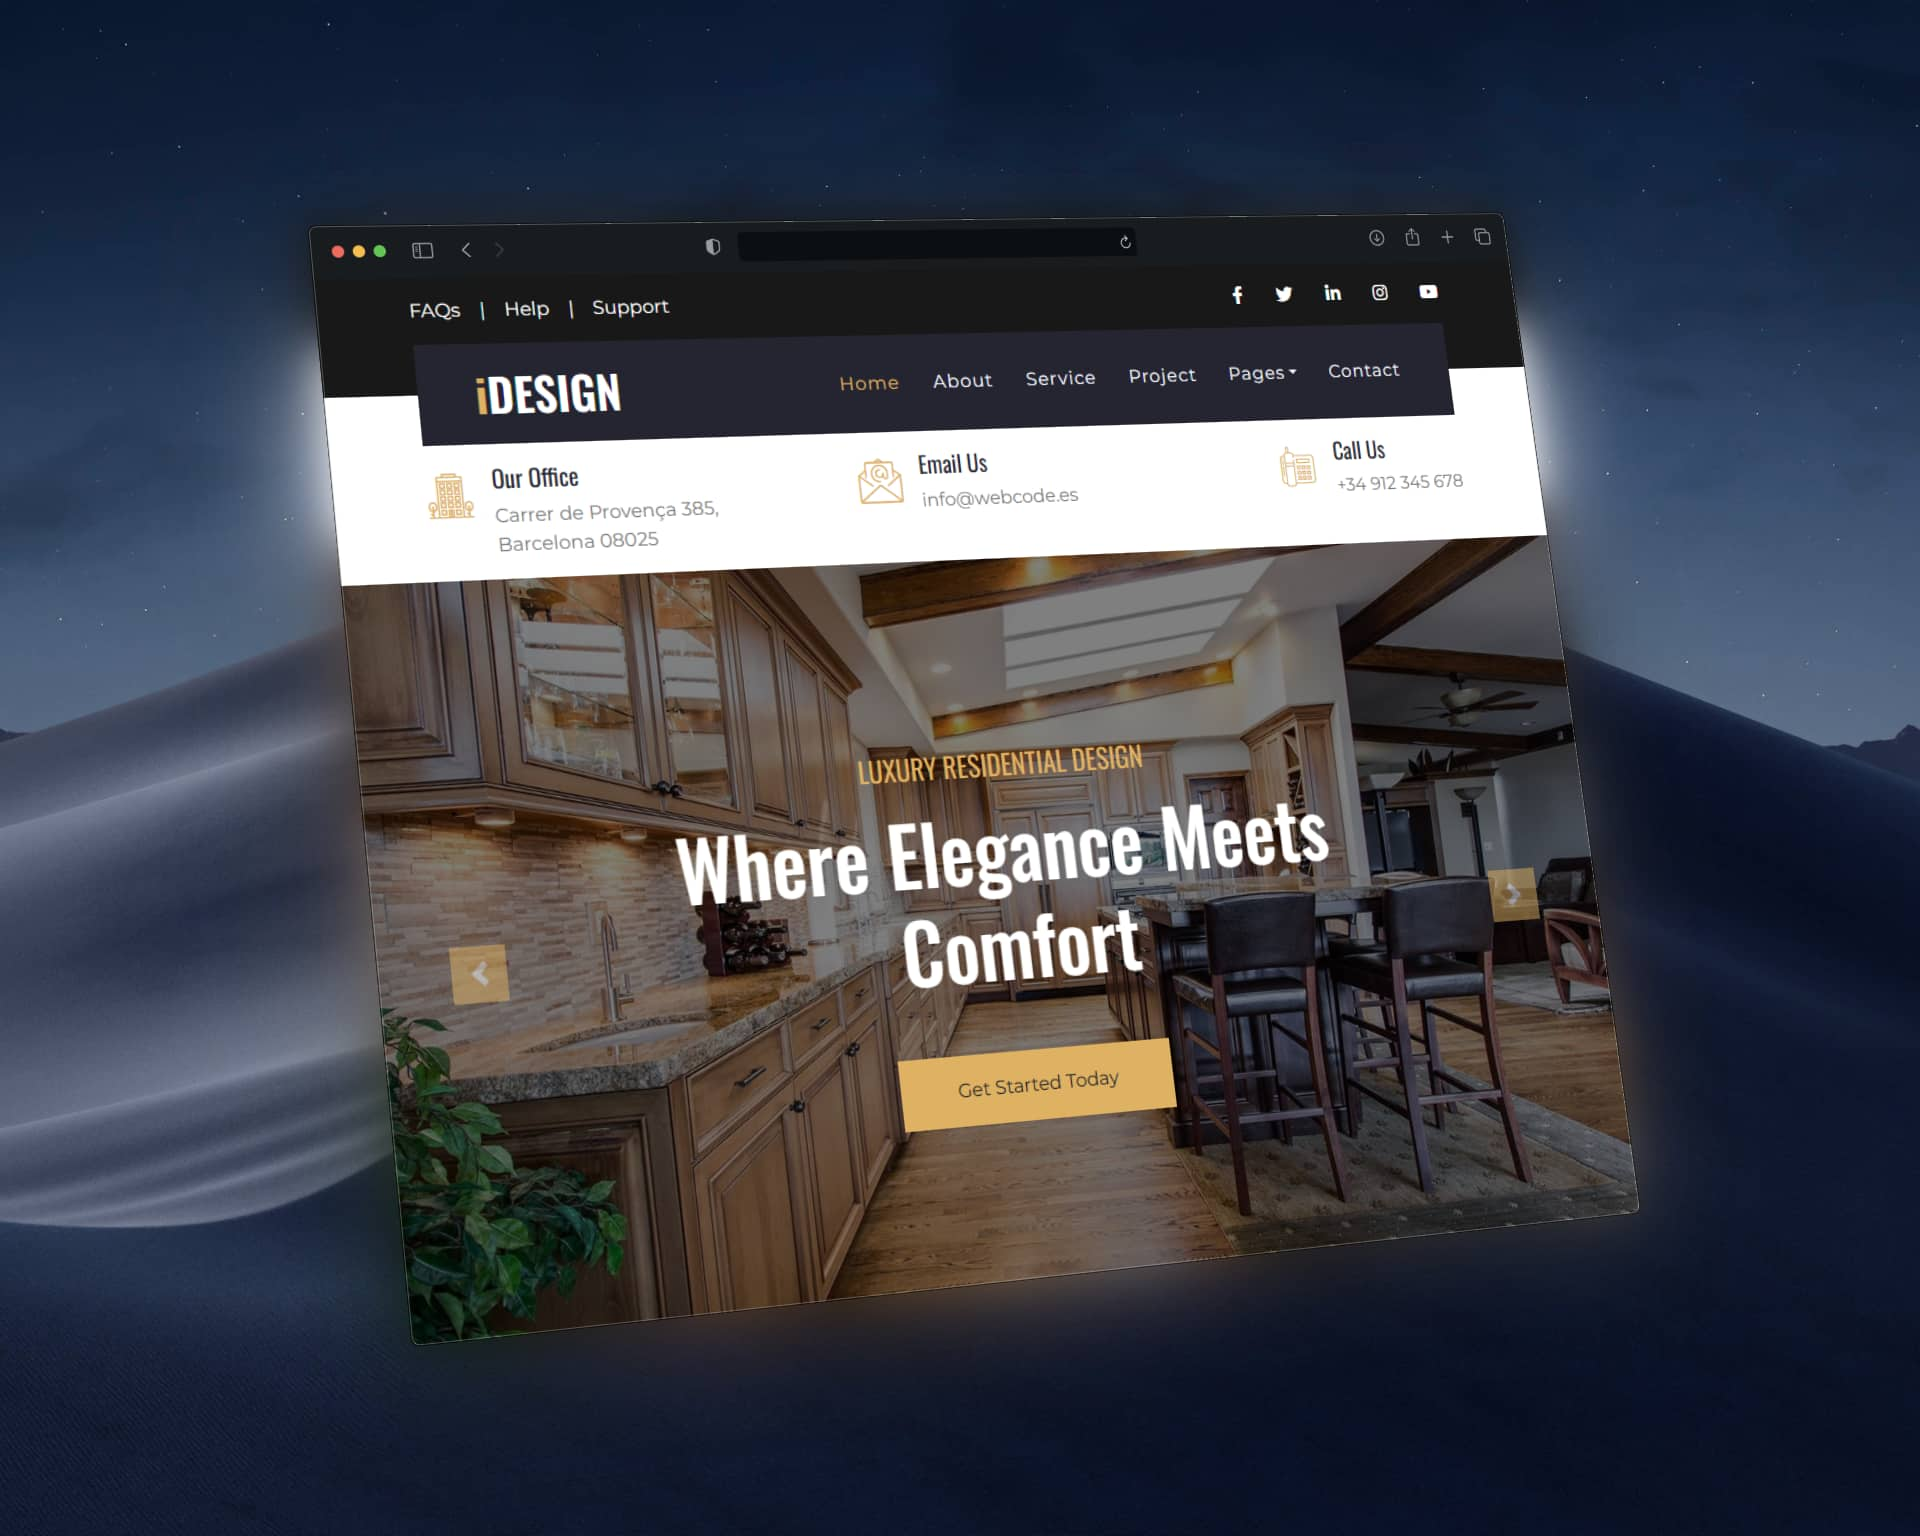 FAQs | Help | Support
iDESIGN
Home About Service Project Pages Contact
Our Office
Carrer de Provença 385,
Barcelona 08025
Email Us
info@webcode.es
Call Us
+34 912 345 678
LUXURY RESIDENTIAL DESIGN
Where Elegance Meets
Comfort
Get Started Today